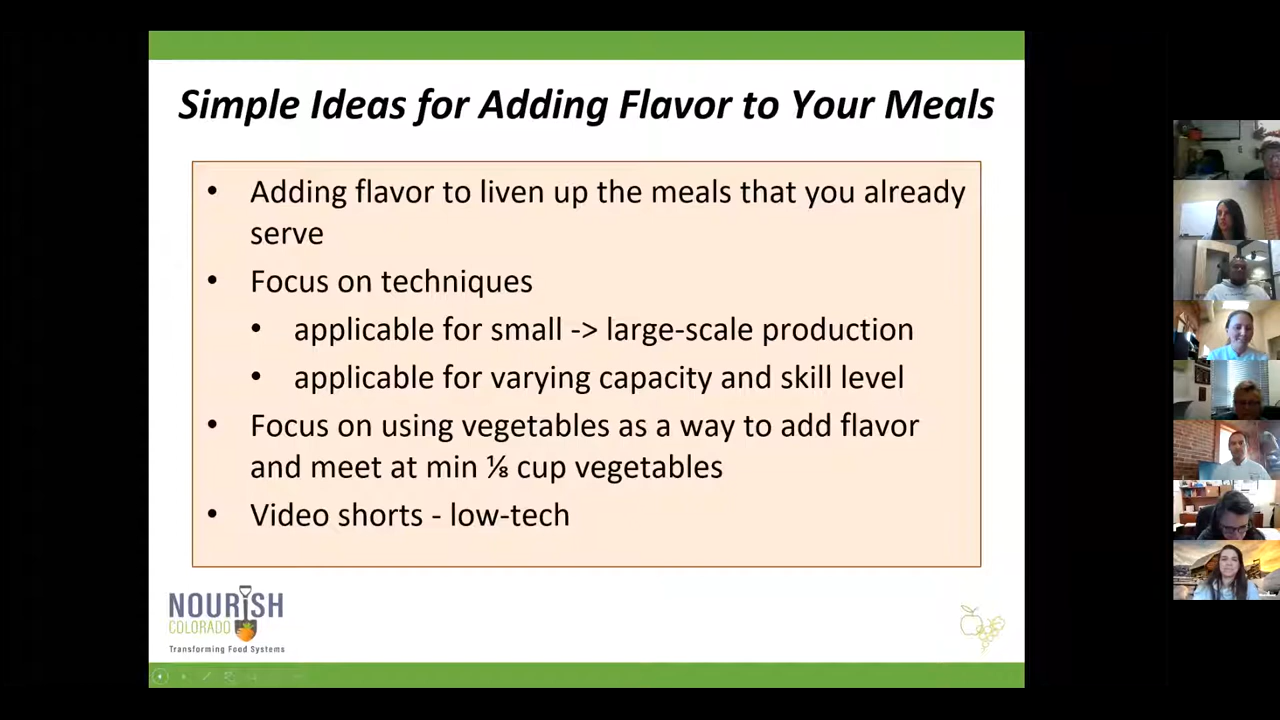 Simple Ideas for Adding Flavor to Your Meals
• Adding flavor to liven up the meals that you already
serve
• Focus on techniques
• applicable for small -> large-scale production
• applicable for varying capacity and skill level
• Focus on using vegetables as a way to add flavor
and meet at min ⅛ cup vegetables
• Video shorts - low-tech
NOURISH
COLORADO
Transforming Food Systems